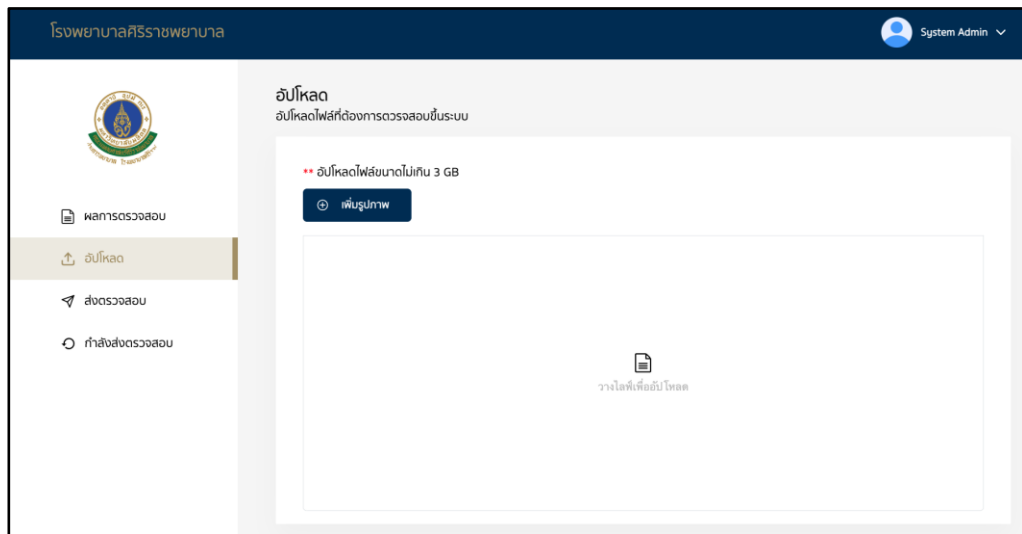 โรงพยาบาลศิริราชพยาบาล
System Admin
ผลการตรวจสอบ
อัปโหลด
ส่งตรวจสอบ
กำลังส่งตรวจสอบ
อัปโหลด
อัปโหลดไฟล์ที่ต้องการตวรงสอบขึ้นระบบ
** อัปโหลดไฟล์ขนาดไม่เกิน 3 GB
เพิ่มรูปภาพ
วางไลฟ์เพื่ออัปโหลด